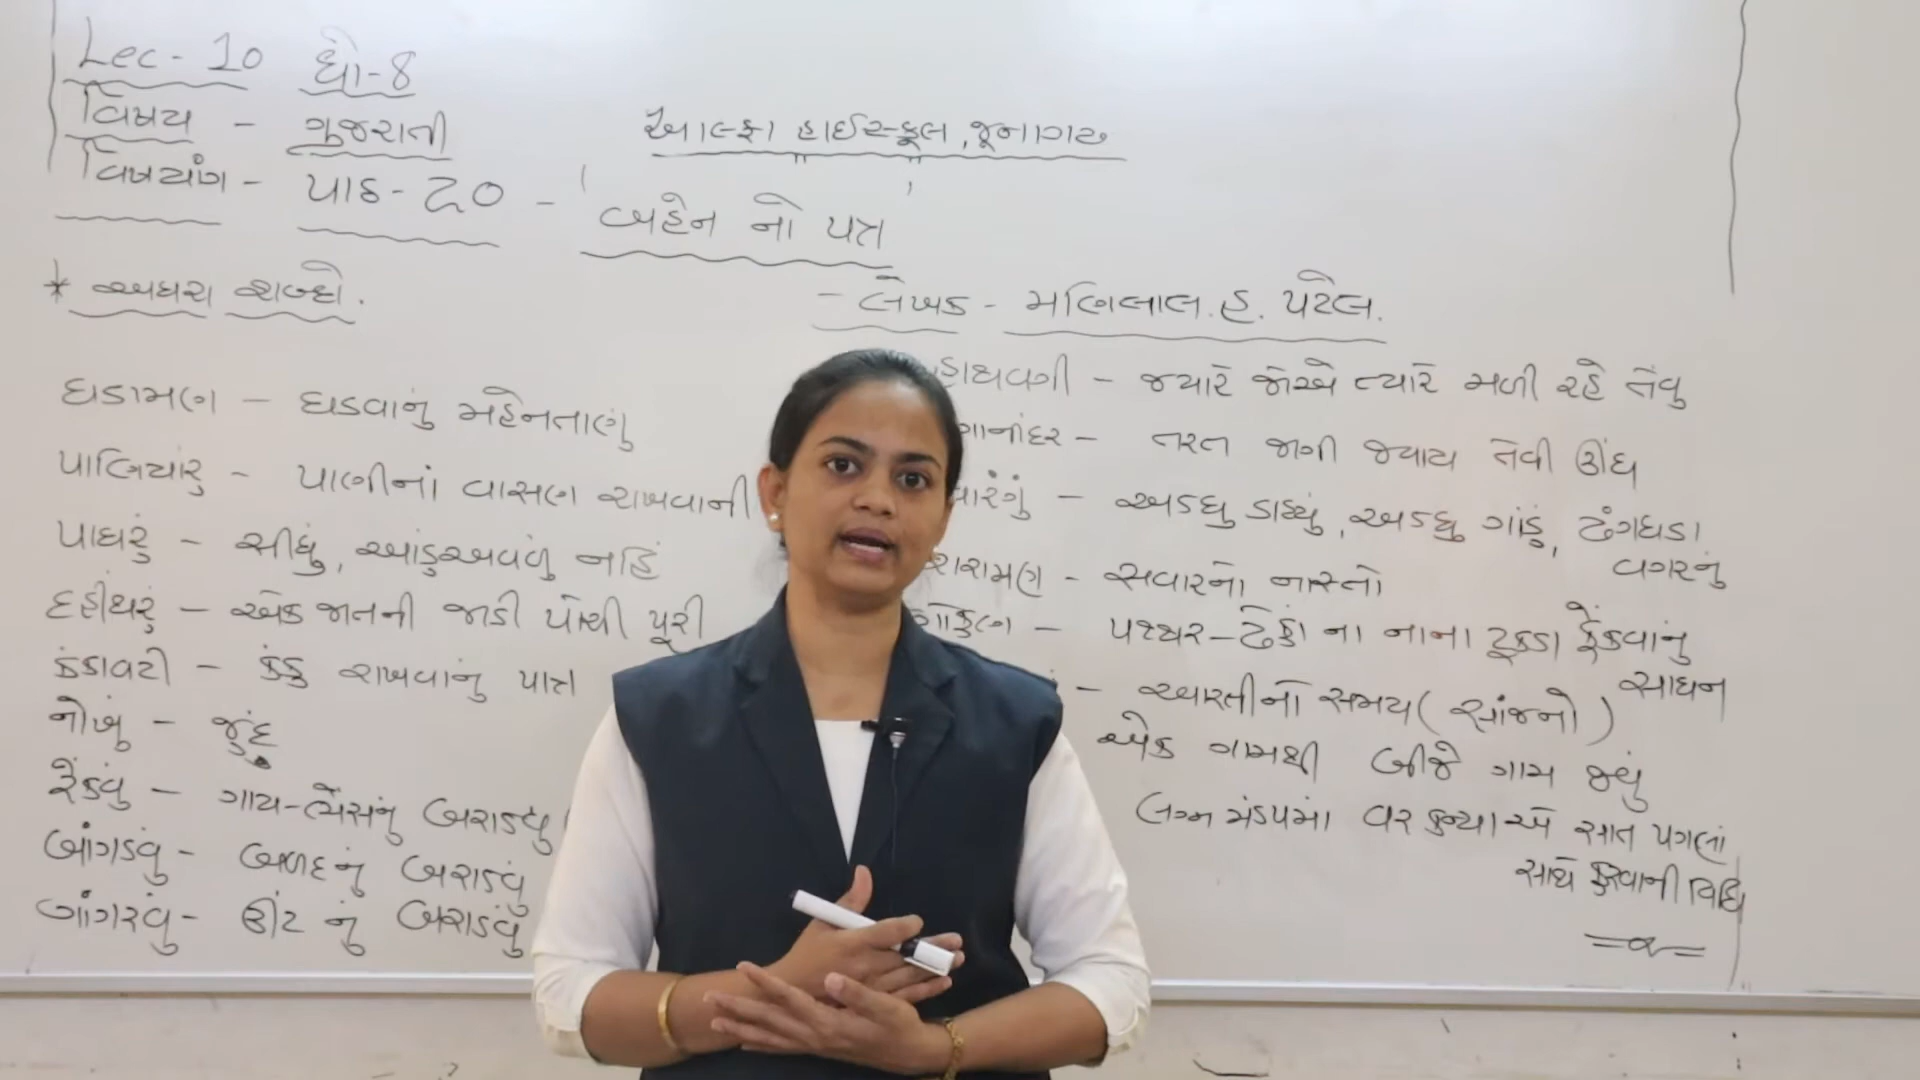 Lec - 10 ધો-8
વિષય - ગુજરાતી
આલ્ફા હાઈસ્કૂલ, જૂનાગઢ
વિષયાંગ - પાઠ - 20 - 'બહેન નો પત્ર'
* અઘરા શબ્દો.
- લેખક - મણિલાલ. હ. પટેલ.
ઘડામણ - ઘડવાનું મહેનતાણું
પાણિયારું - પાણીનાં વાસણ રાખવાની
પાધરું - સીધું, આડુઅવળું નહિં
દહીંથરું - એક જાતની જાડી પોચી પૂરી
કંકાવટી - કંકુ રાખવાનું પાત્ર
નોખું - જુંદુ
રેંકવું - ગાય-ભેંસનું બરાડવુ
બાંગડવું - બળદનું બરાડવું
ગાંગરવું - ઊંટ નું બરાડવું
હાથવગી - જ્યારે જોઈએ ત્યારે મળી રહે તેવુ
ગાનીંદર - તરત જાગી જવાય તેવી ઊંઘ
વારંગું - અડધુ ડાહ્યું, અડધુ ગાંડું, ઢંગધડા
વગરનું
શિરામણ - સવારનો નાસ્તો
ગોફણ - પથ્થર-ઢેફાં ના નાના ટૂકડા ફેંકવાનું
સાધન
- આરતીનો સમય (સાંજનો)
એક ગામથી બીજે ગામ જવું
લગ્ન મંડપમાં વર કન્યાએ સાત પગલાં
સાથે ફરવાની વિધિ